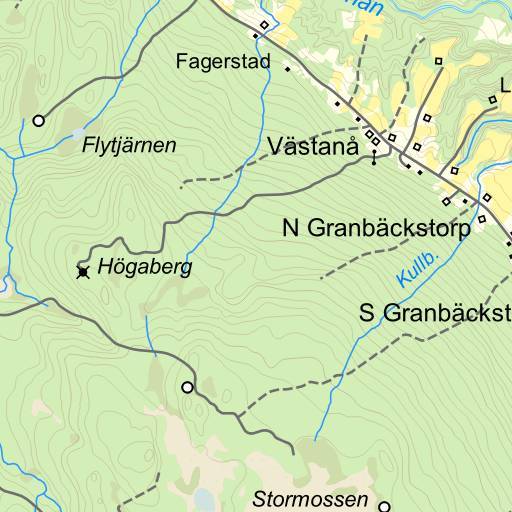 Fagerstad
L
Flytjärnen
Västanå
N Granbäckstorp
Högaberg
Kullb.
S Granbäckst
Stormossen